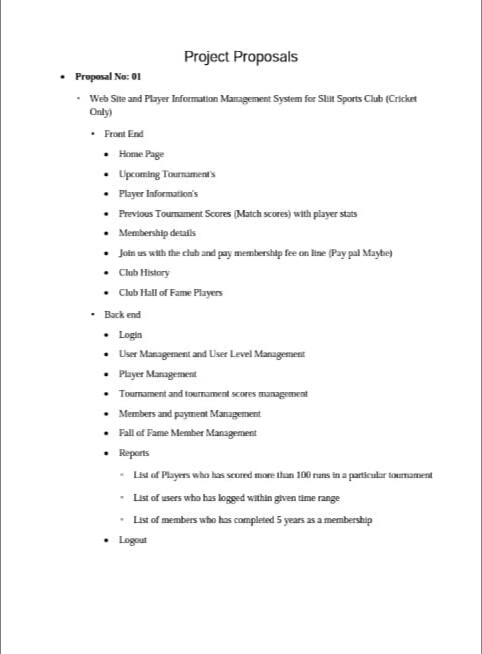 Project Proposals
Proposal No: 01
Web Site and Player Information Management System for Sliit Sports Club (Cricket
Only)
Front End
Home Page
Upcoming Tournament's
Player Information's
Previous Tournament Scores (Match scores) with player stats
Membership details
Join us with the club and pay membership fee on line (Pay pal Maybe)
Club History
Club Hall of Fame Players
Back end
Login
User Management and User Level Management
Player Management
Tournament and tournament scores management
Members and payment Management
Fall of Fame Member Management
Reports
List of Players who has scored more than 100 runs in a particular tournament
List of users who has logged within given time range
List of members who has completed 5 years as a membership
Logout